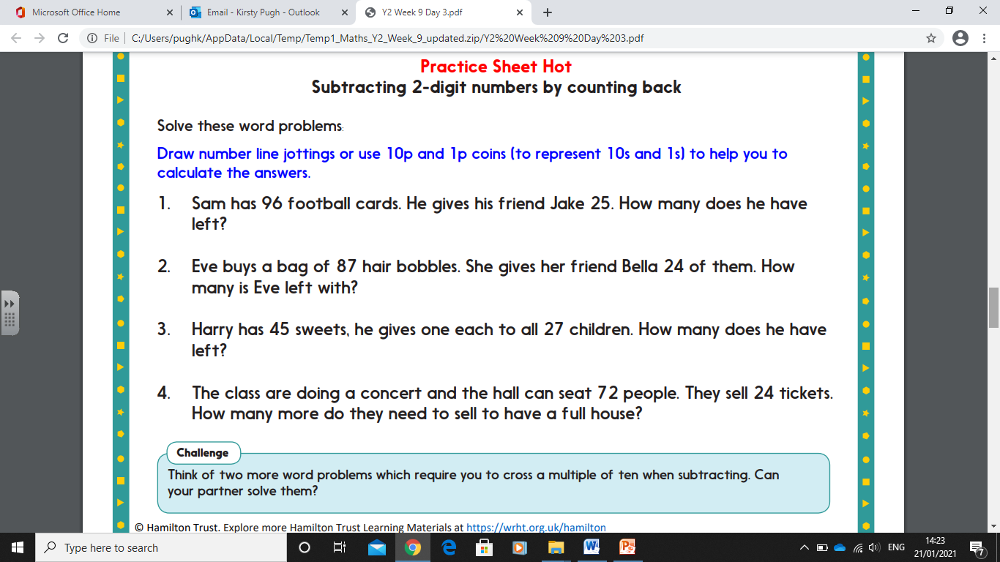 Microsoft Office Home
Email - Kirsty Pugh - Outlook
Y2 Week 9 Day 3.pdf
File
C:/Users/pughk/AppData/Local/Temp/Temp1_Maths_Y2_Week_9_updated.zip/Y2%20Week%209%20Day%203.pdf
Practice Sheet Hot
Subtracting 2-digit numbers by counting back
Solve these word problems:
Draw number line jottings or use 10p and 1p coins (to represent 10s and 1s) to help you to
calculate the answers.
1. Sam has 96 football cards. He gives his friend Jake 25. How many does he have
left?
2. Eve buys a bag of 87 hair bobbles. She gives her friend Bella 24 of them. How
many is Eve left with?
3. Harry has 45 sweets, he gives one each to all 27 children. How many does he have
left?
4. The class are doing a concert and the hall can seat 72 people. They sell 24 tickets.
How many more do they need to sell to have a full house?
Challenge
Think of two more word problems which require you to cross a multiple of ten when subtracting. Can
your partner solve them?
© Hamilton Trust. Explore more Hamilton Trust Learning Materials at https://wrht.org.uk/hamilton
Type here to search
ENG
14:23
21/01/2021
7